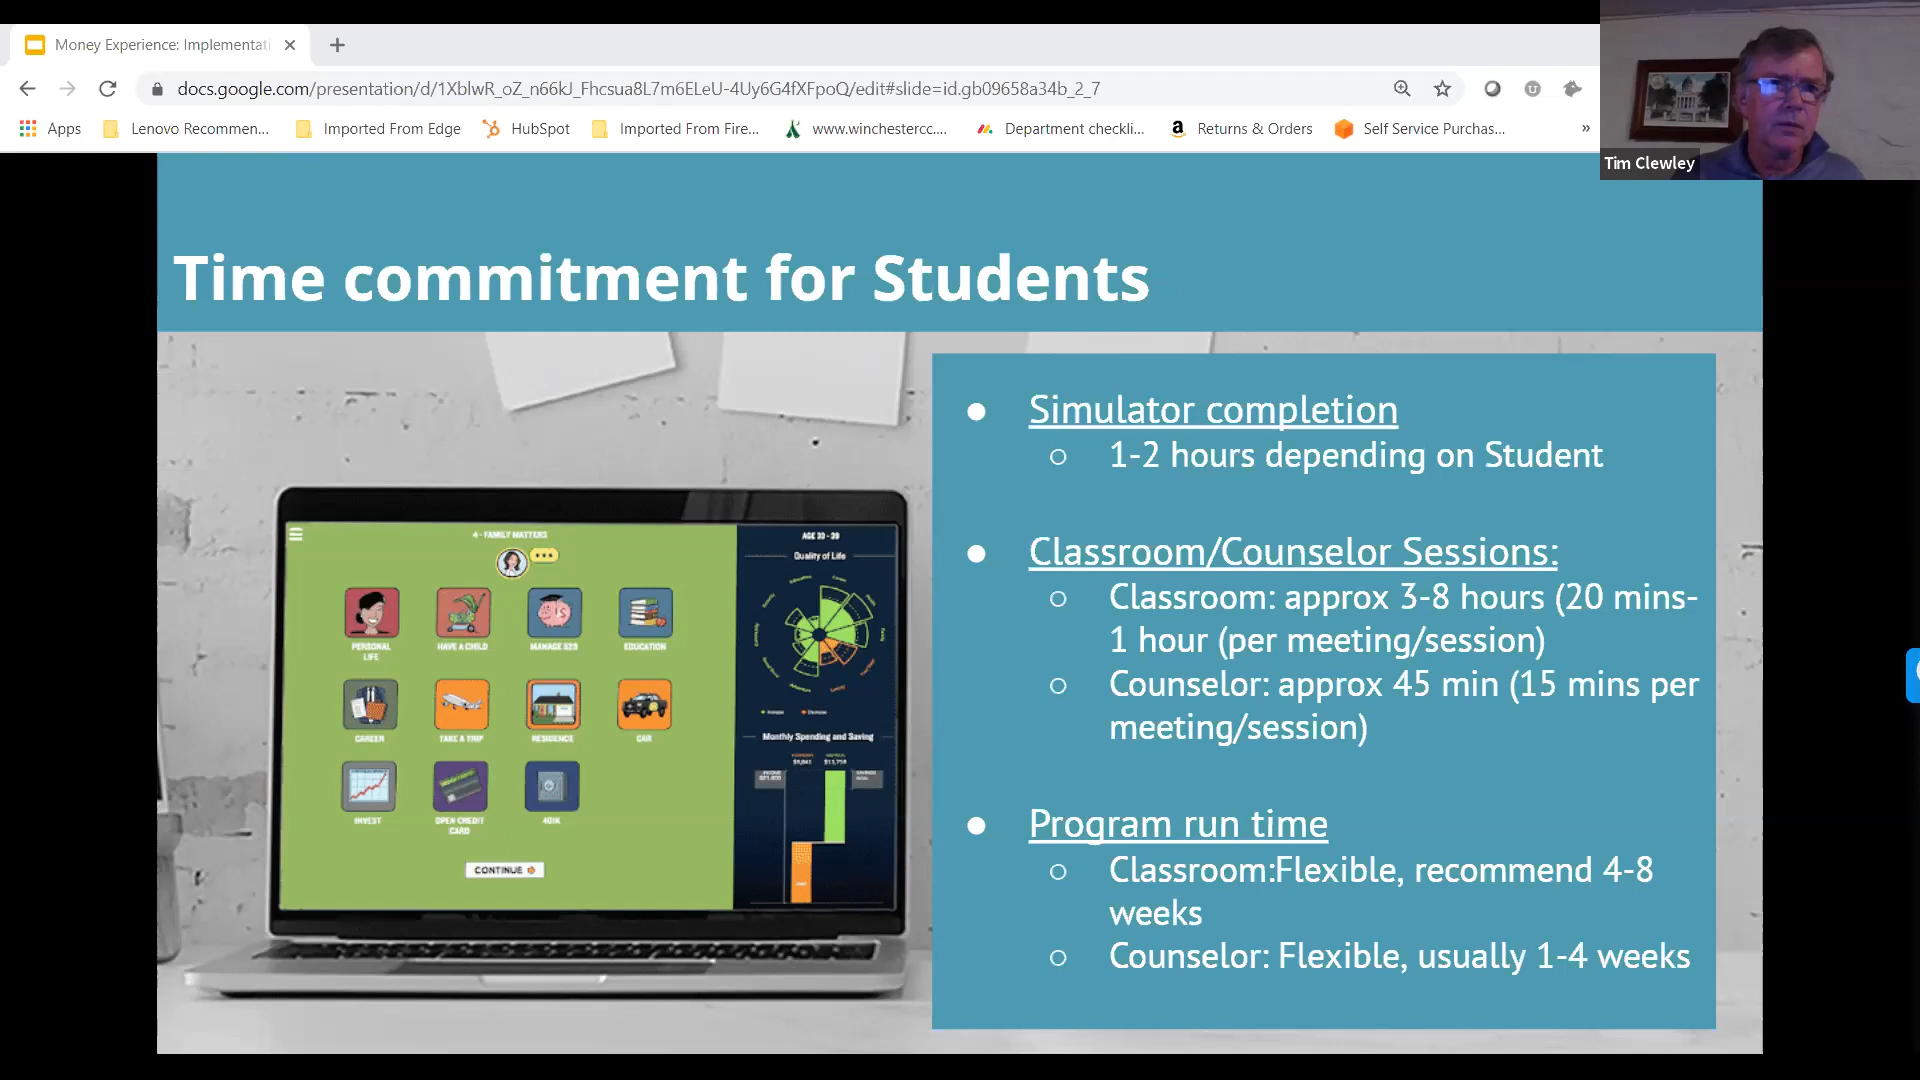 Money Experience: Implementati
docs.google.com/presentation/d/1XblwR_oZ_n66kJ_Fhcsua8L7m6ELeU-4Uy6G4fXFpoQ/edit#slide=id.gb09658a34b_2_7
Apps Lenovo Recommen... Imported From Edge HubSpot Imported From Fire... www.winchestercc.... Department checkli... Returns & Orders Self Service Purchas... »
Tim Clewley
Time commitment for Students
4 - FAMILY MATTERS
PERSONAL LIFE
HAVE A CHILD
MANAGE 529
EDUCATION
CAREER
TAKE A TRIP
RESIDENCE
CAR
INVEST
OPEN CREDIT CARD
401K
CONTINUE
Quality of Life
Monthly Spending and Saving
● Simulator completion
○ 1-2 hours depending on Student
● Classroom/Counselor Sessions:
○ Classroom: approx 3-8 hours (20 mins-
1 hour (per meeting/session)
○ Counselor: approx 45 min (15 mins per
meeting/session)
● Program run time
○ Classroom:Flexible, recommend 4-8
weeks
○ Counselor: Flexible, usually 1-4 weeks